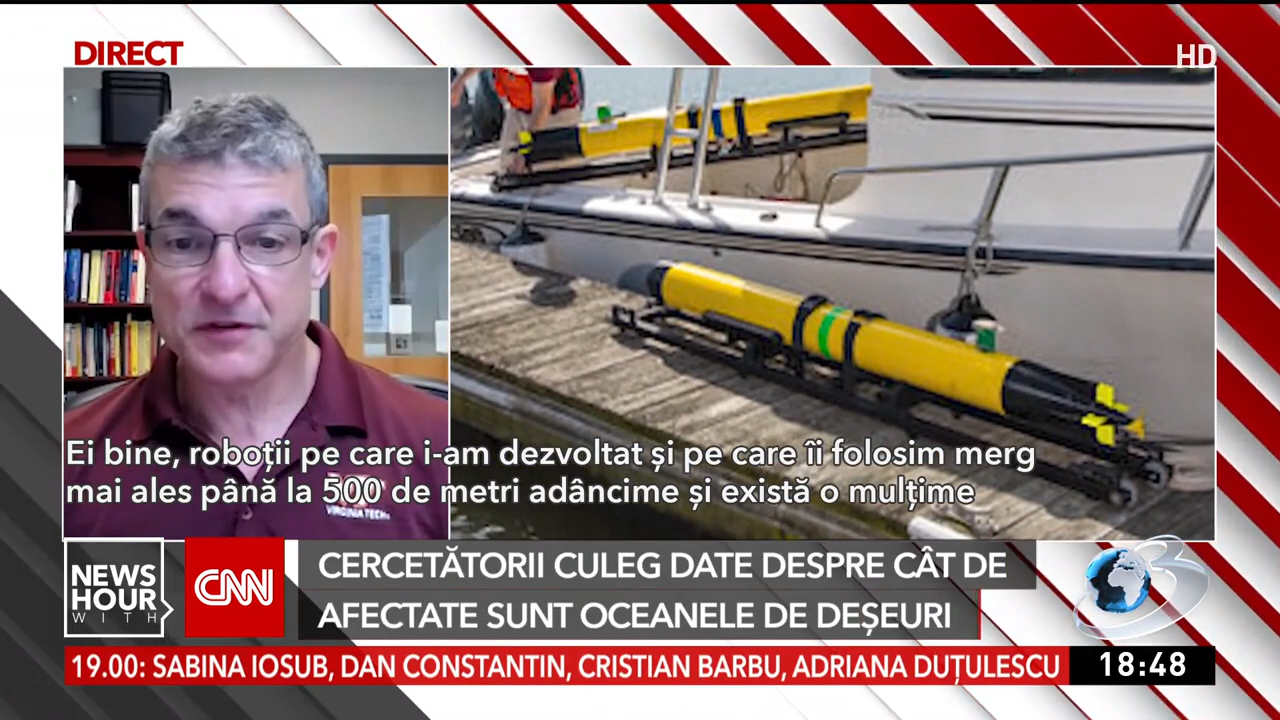 DIRECT
HD
Ei bine, roboții pe care i-am dezvoltat și pe care îi folosim merg
mai ales până la 500 de metri adâncime și există o mulțime
VIRGINIA TECH
NEWS
HOUR
WITH
CNN
CERCETĂTORII CULEG DATE DESPRE CÂT DE
AFECTATE SUNT OCEANELE DE DEȘEURI
3
19.00: SABINA IOSUB, DAN CONSTANTIN, CRISTIAN BARBU, ADRIANA DUȚULESCU
18:48